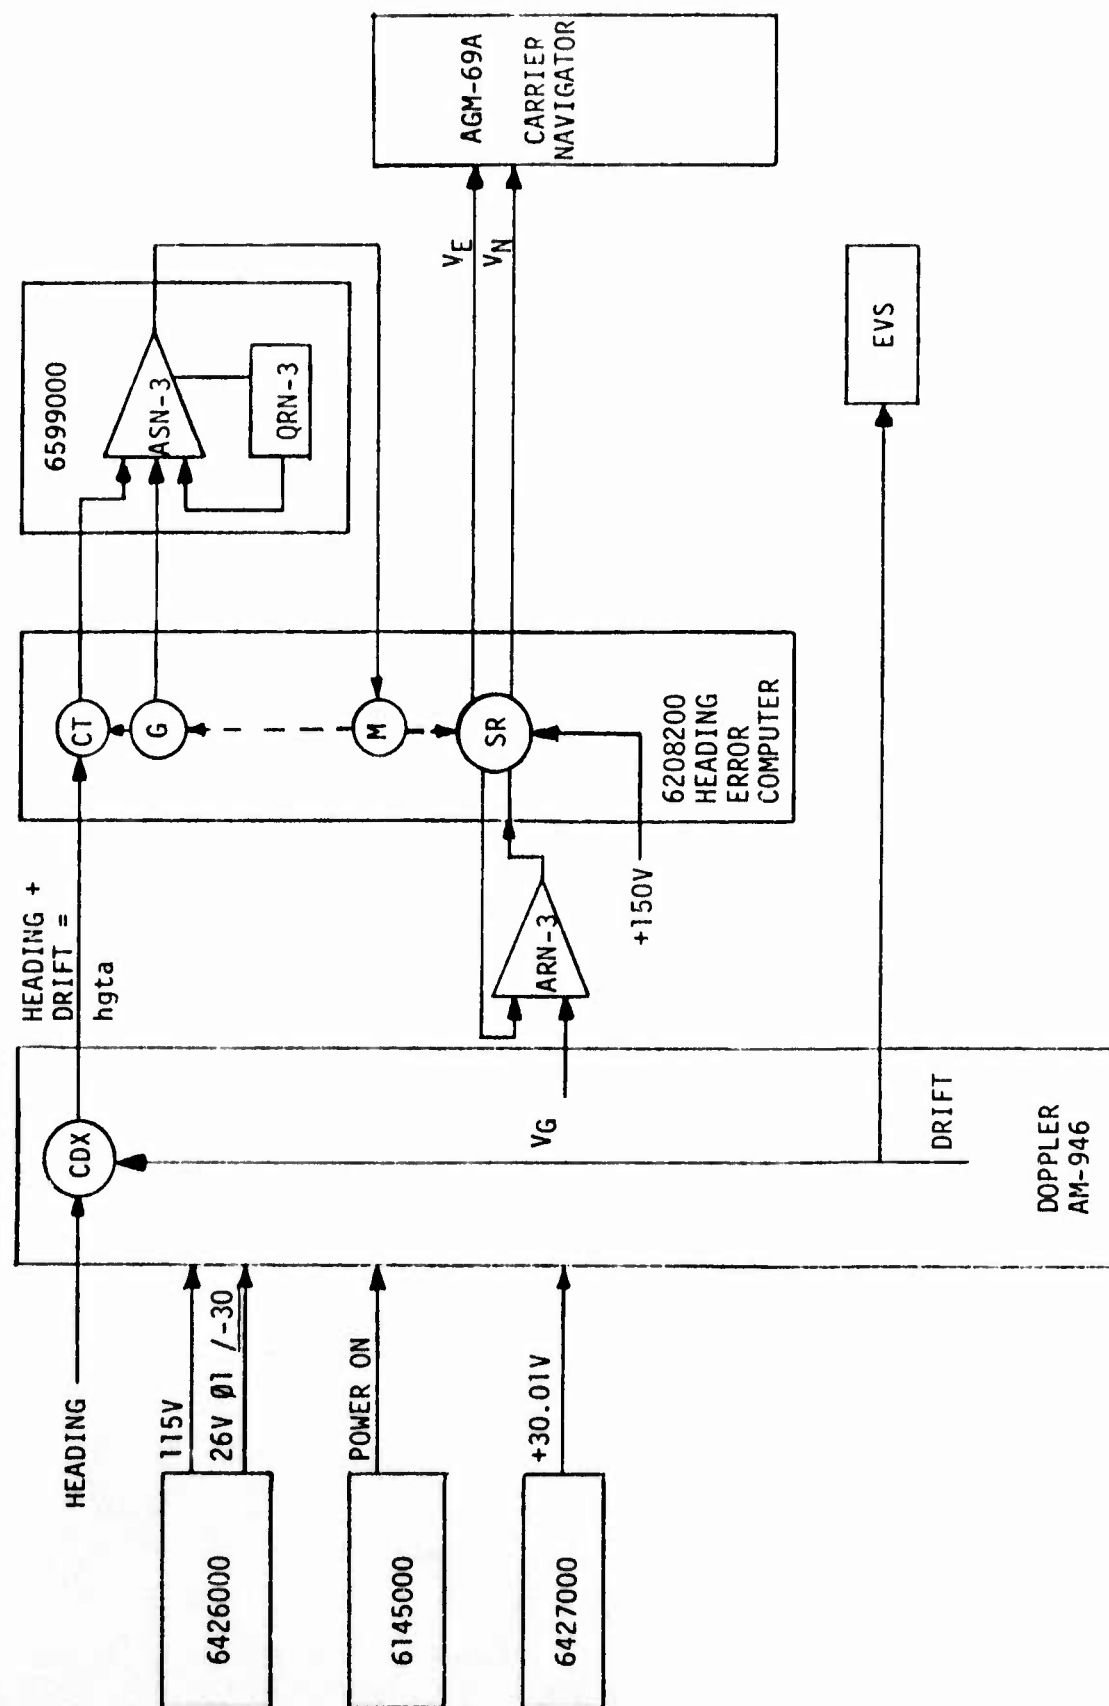 HEADING
115V
26V Ø1 /-30
POWER ON
+30.01V
6426000
6145000
6427000
CDX
VG
DRIFT
DOPPLER
AM-946
HEADING +
DRIFT =
hgta
ARN-3
+150V
CT
G
M
SR
6208200
HEADING
ERROR
COMPUTER
6599000
ASN-3
QRN-3
VE
VN
AGM-69A
CARRIER
NAVIGATOR
EVS